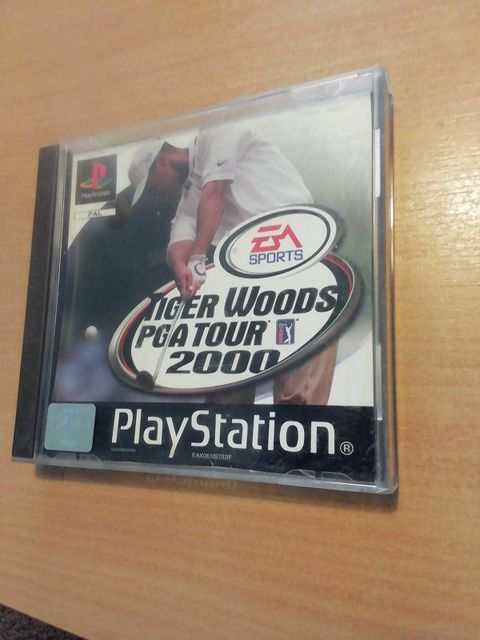 PlayStation
PAL
EA
SPORTS
TIGER WOODS
PGA TOUR
2000
PlayStation®